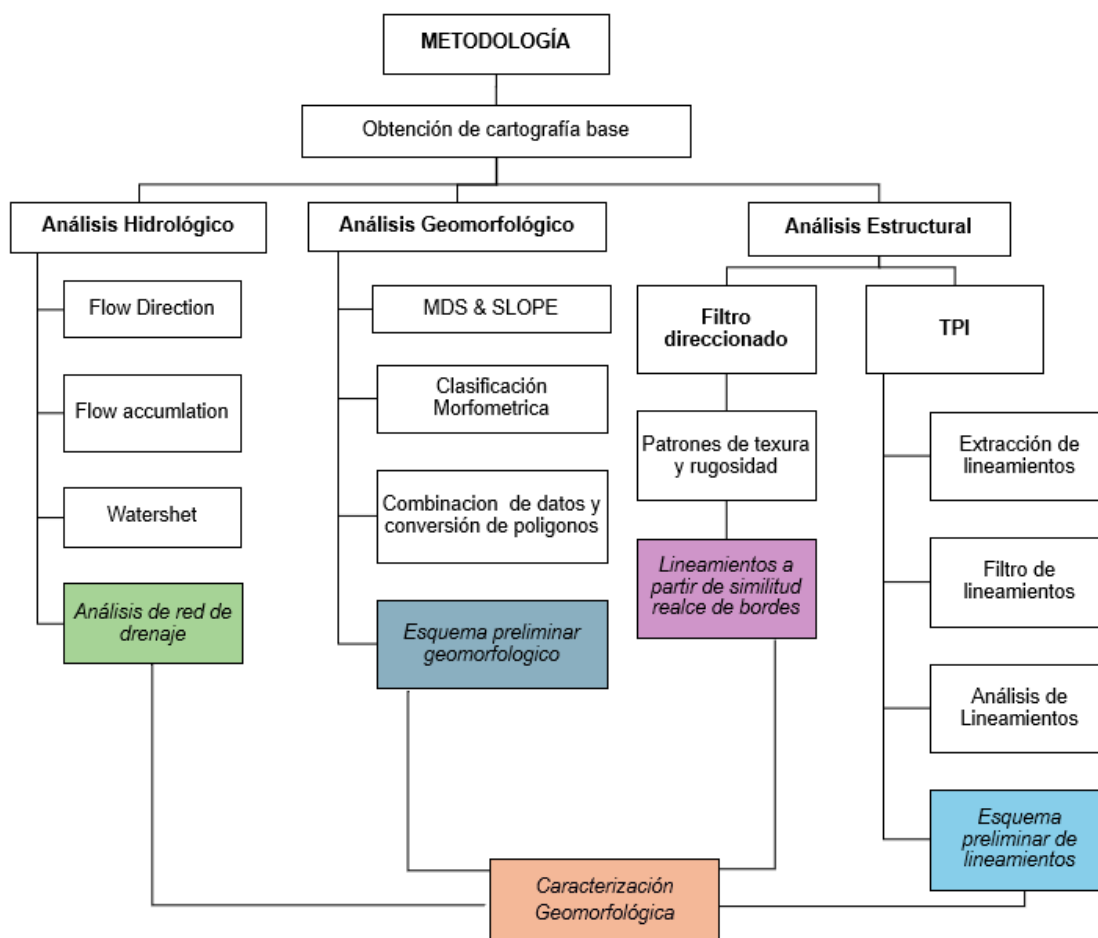 METODOLOGÍA
Obtención de cartografía base
Análisis Hidrológico
Flow Direction
Flow accumlation
Watershet
Análisis de red de
drenaje
Análisis Geomorfológico
MDS & SLOPE
Clasificación
Morfometrica
Combinacion de datos y
conversión de poligonos
Esquema preliminar
geomorfologico
Análisis Estructural
Filtro
direccionado
Patrones de texura
y rugosidad
Lineamientos a
partir de similitud
realce de bordes
TPI
Extracción de
lineamientos
Filtro de
lineamientos
Análisis de
Lineamientos
Esquema
preliminar de
lineamientos
Caracterización
Geomorfológica